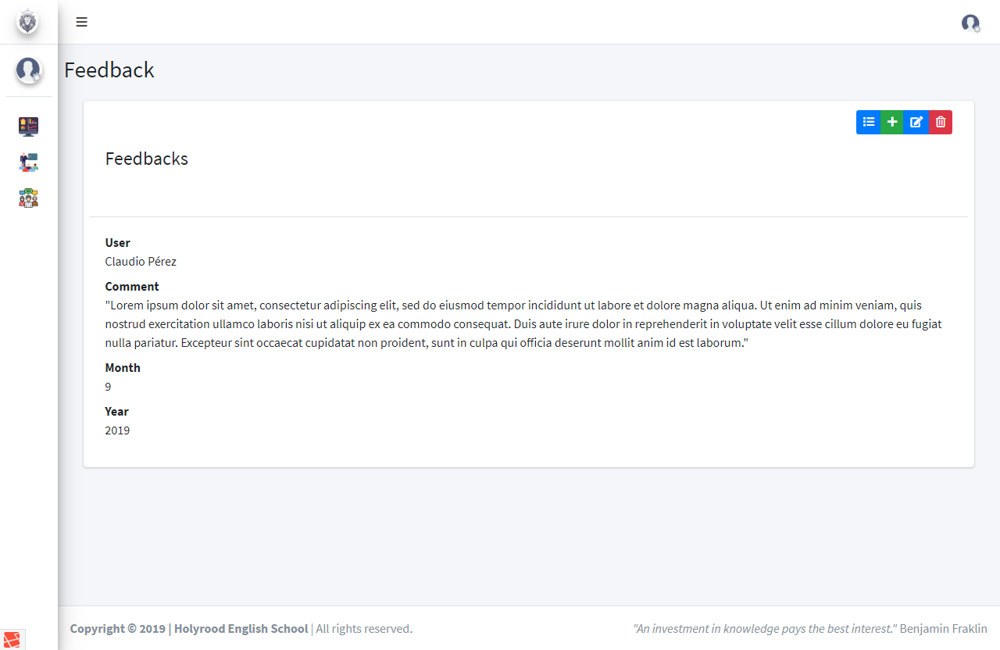 Feedback
Feedbacks
User
Claudio Pérez
Comment
"Lorem ipsum dolor sit amet, consectetur adipiscing elit, sed do eiusmod tempor incididunt ut labore et dolore magna aliqua. Ut enim ad minim veniam, quis
nostrud exercitation ullamco laboris nisi ut aliquip ex ea commodo consequat. Duis aute irure dolor in reprehenderit in voluptate velit esse cillum dolore eu fugiat
nulla pariatur. Excepteur sint occaecat cupidatat non proident, sunt in culpa qui officia deserunt mollit anim id est laborum."
Month
9
Year
2019
Copyright © 2019 | Holyrood English School | All rights reserved.
"An investment in knowledge pays the best interest." Benjamin Fraklin